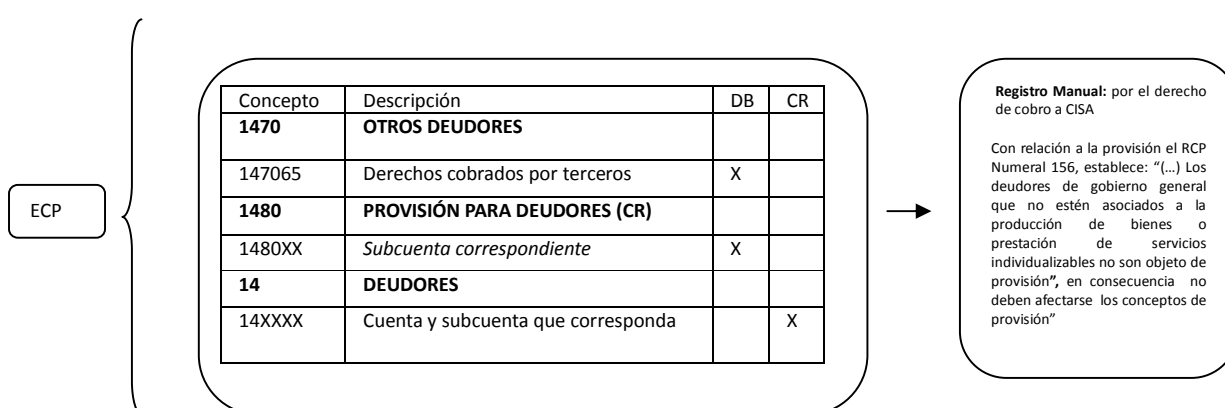 ECP
Concepto Descripción DB CR
1470 OTROS DEUDORES
147065 Derechos cobrados por terceros X
1480 PROVISIÓN PARA DEUDORES (CR)
1480XX Subcuenta correspondiente X
14 DEUDORES
14XXXX Cuenta y subcuenta que corresponda X
Registro Manual: por el derecho
de cobro a CISA
Con relación a la provisión el RCP
Numeral 156, establece: “(…) Los
deudores de gobierno general
que no estén asociados a la
producción de bienes o
prestación de servicios
individualizables no son objeto de
provisión”, en consecuencia no
deben afectarse los conceptos de
provisión”